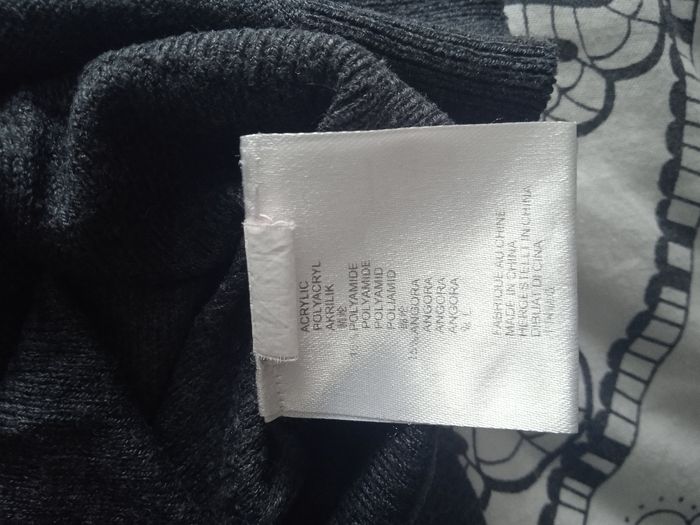 ACRYLIC
POLYACRYL
AKRILIK
POLYAMIDE
POLYAMIDE
POLYAMID
POLIAMID
ANGORA
ANGORA
ANGORA
ANGORA
FABRIQUE AU CHINE
MADE IN CHINA
HERGESTELLT IN CHINA
DIBUAT DI CINA